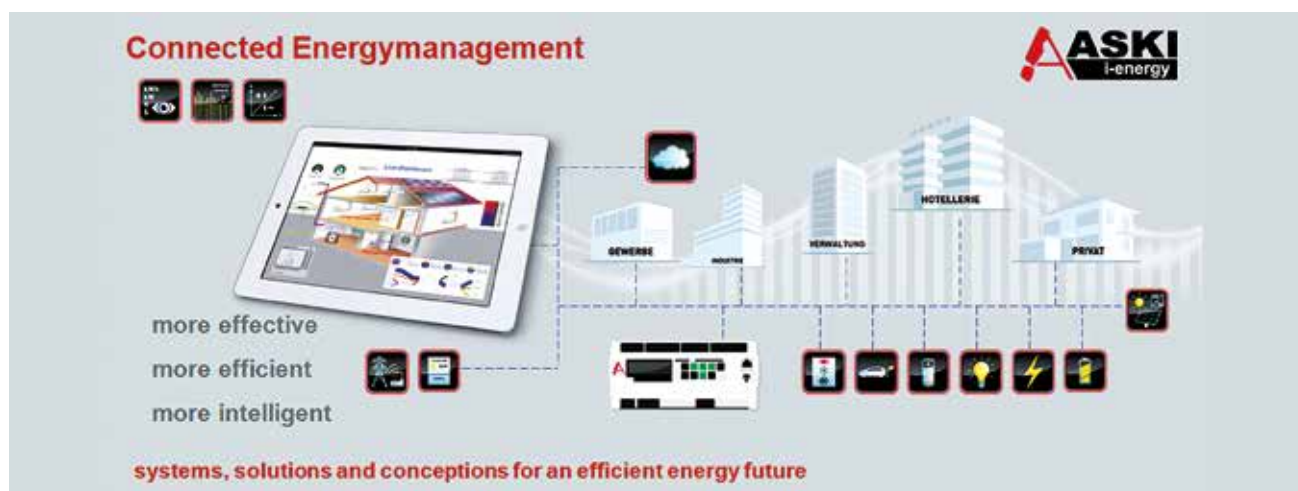 Connected Energymanagement
ASKI
i-energy
HOTELLERIE
GEWERBE
INDUSTRIE
VERWALTUNG
PRIVAT
more effective
more efficient
more intelligent
systems, solutions and conceptions for an efficient energy future